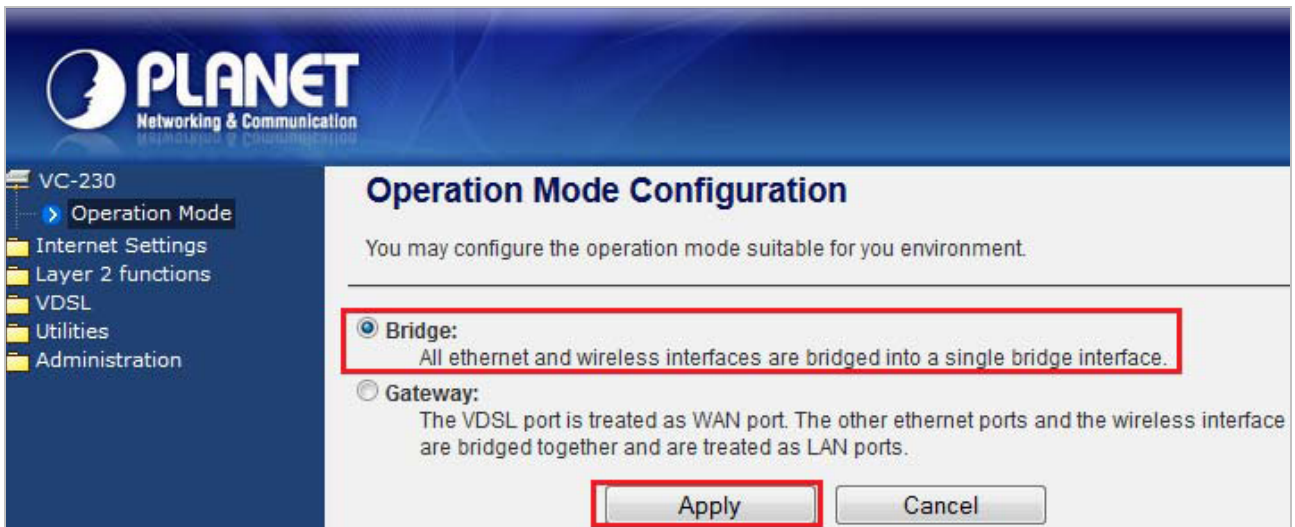 PLANET
Networking & Communication
VC-230
Operation Mode
Internet Settings
Layer 2 functions
VDSL
Utilities
Administration
Operation Mode Configuration
You may configure the operation mode suitable for you environment.
Bridge:
All ethernet and wireless interfaces are bridged into a single bridge interface.
Gateway:
The VDSL port is treated as WAN port. The other ethernet ports and the wireless interface
are bridged together and are treated as LAN ports.
Apply
Cancel